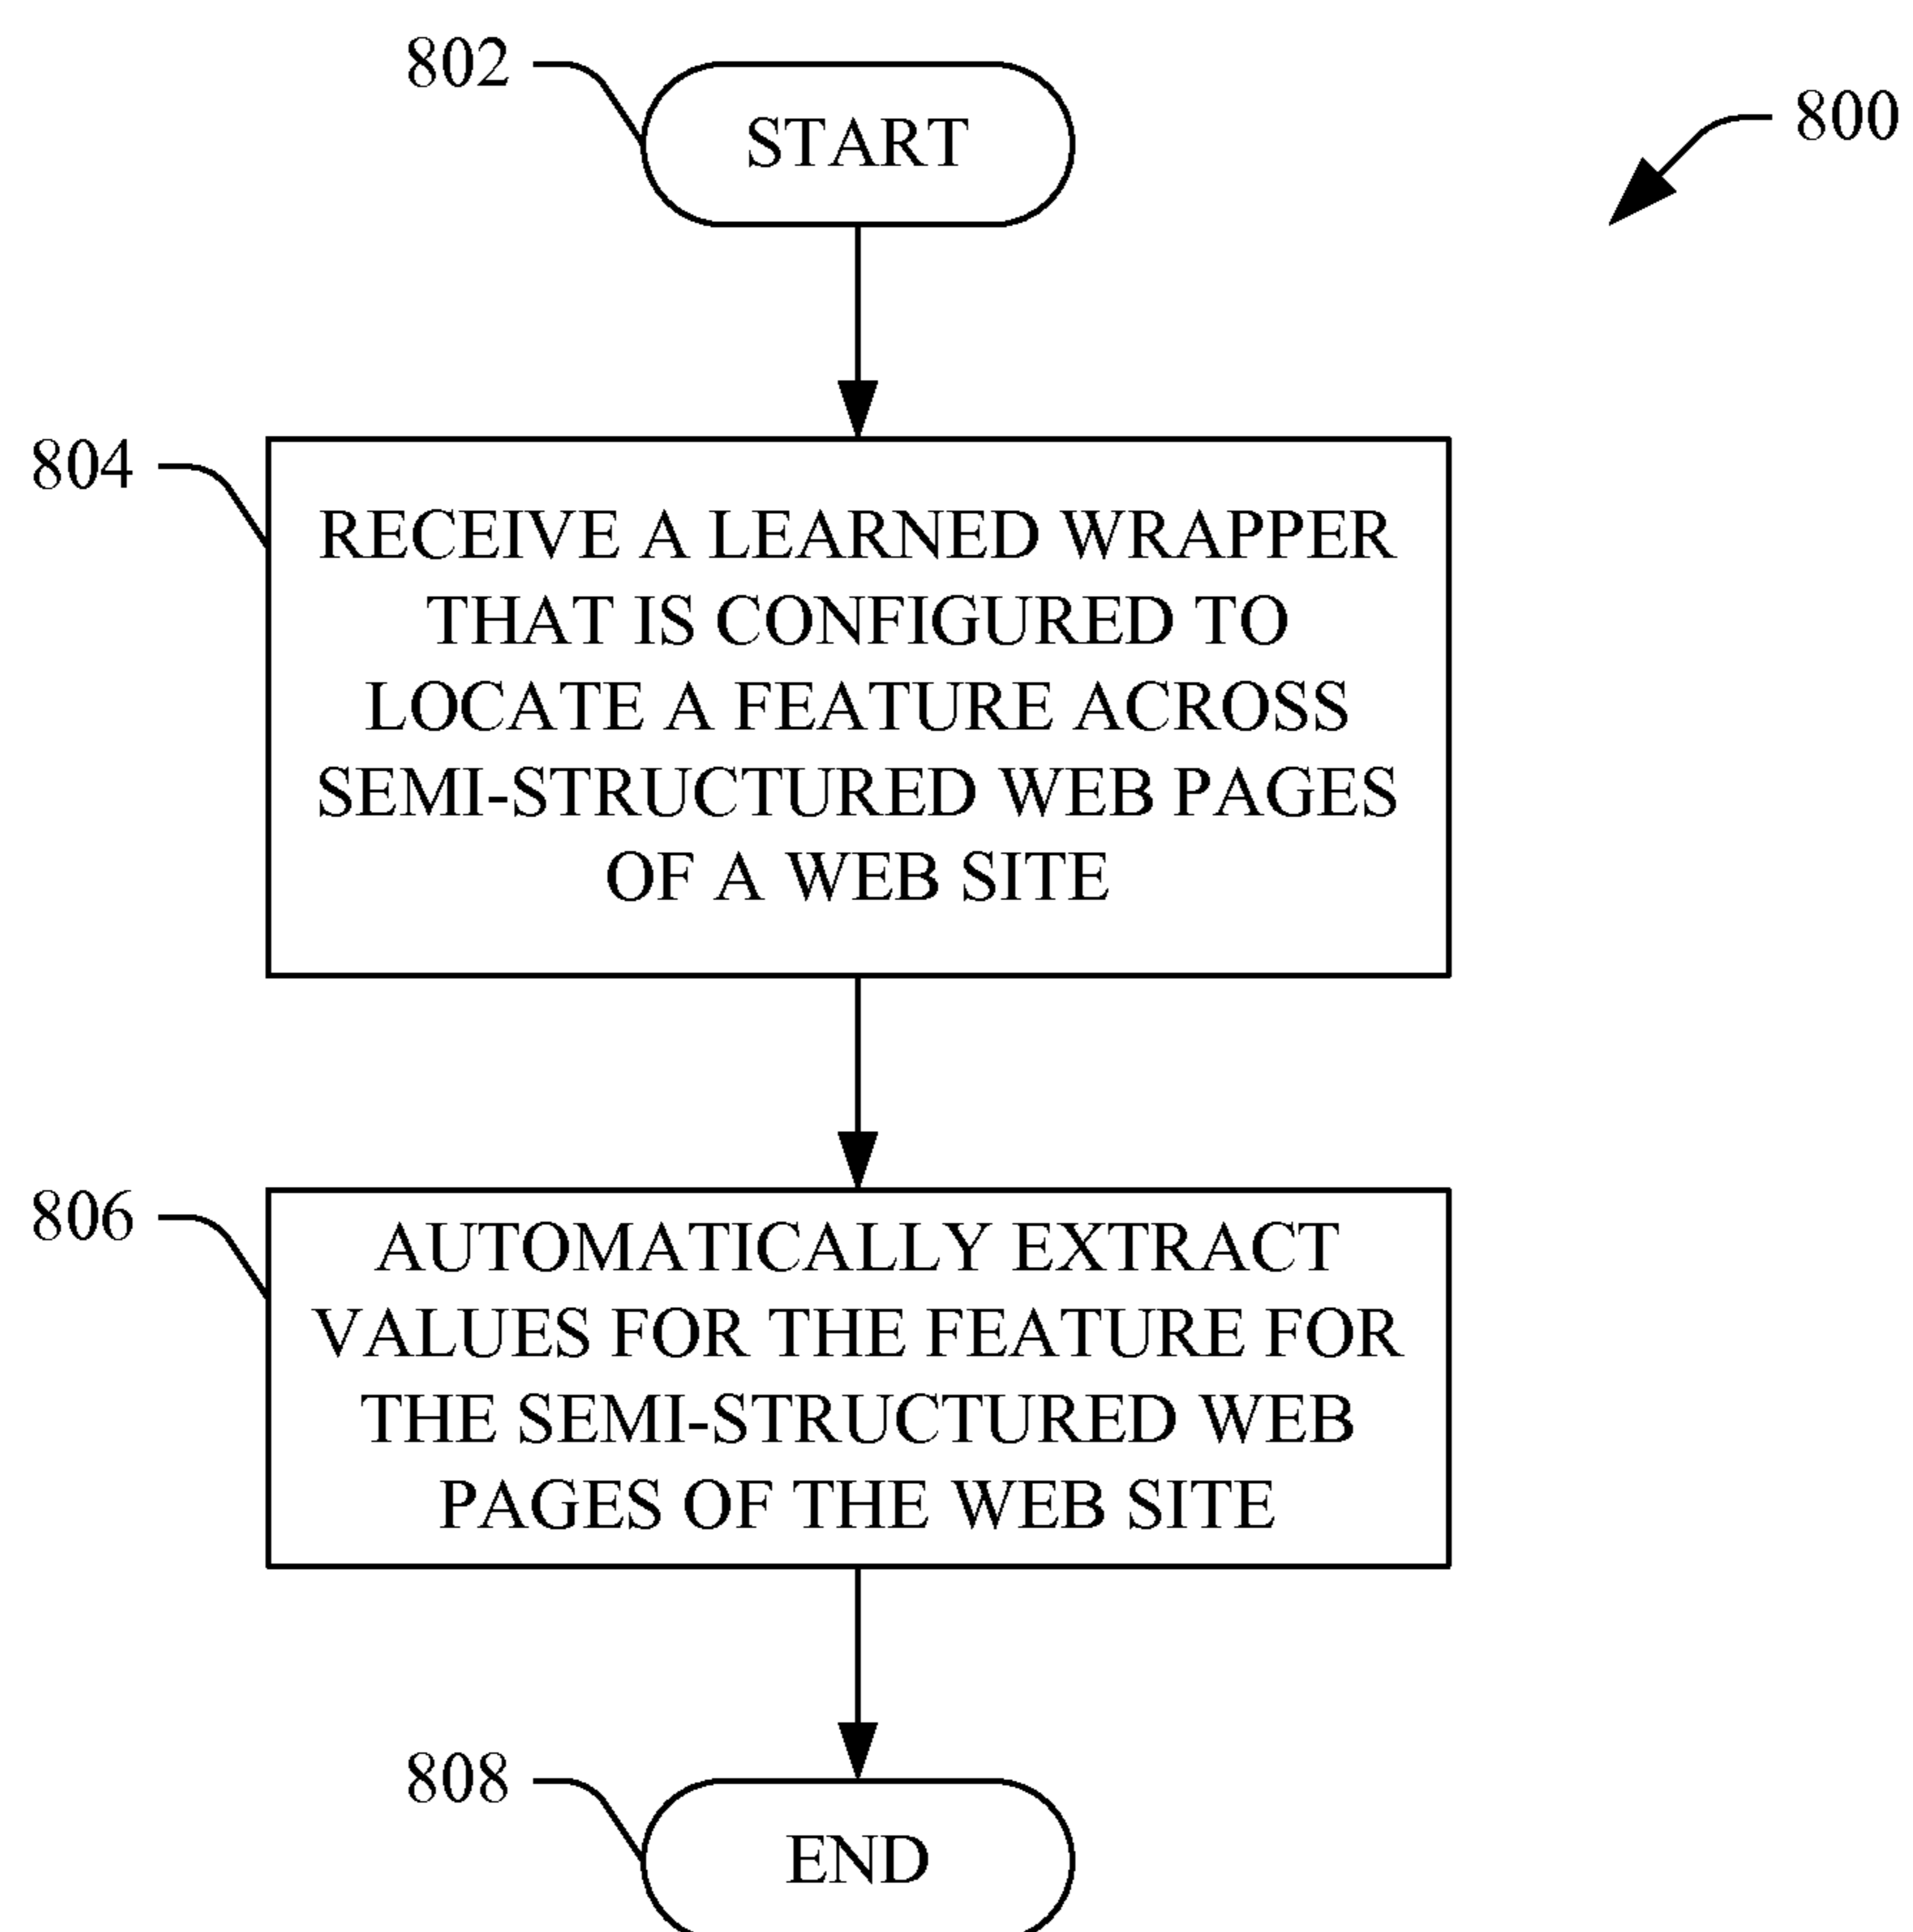 802
START
800
804
RECEIVE A LEARNED WRAPPER
THAT IS CONFIGURED TO
LOCATE A FEATURE ACROSS
SEMI-STRUCTURED WEB PAGES
OF A WEB SITE
806
AUTOMATICALLY EXTRACT
VALUES FOR THE FEATURE FOR
THE SEMI-STRUCTURED WEB
PAGES OF THE WEB SITE
808
END